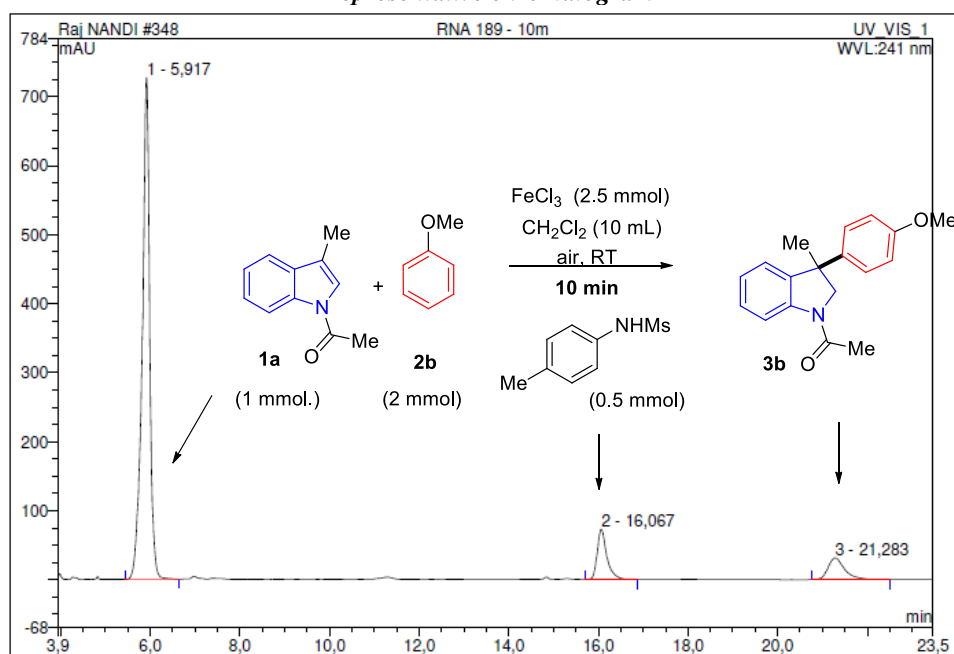 Raj NANDI #348 RNA 189 - 10m UV_VIS_1
784 mAU WVL:241 nm
1 - 5,917
700
600
FeCl3 (2.5 mmol)
500
OMe CH2Cl2 (10 mL) OMe
Me air, RT Me
400
+ 10 min
N N
NHMs
300
O Me O Me
1a 2b 3b
Me
(1 mmol.) (2 mmol) (0.5 mmol)
200
100
2 - 16,067
3 - 21,283
-68 min
3,9 6,0 8,0 10,0 12,0 14,0 16,0 18,0 20,0 23,5